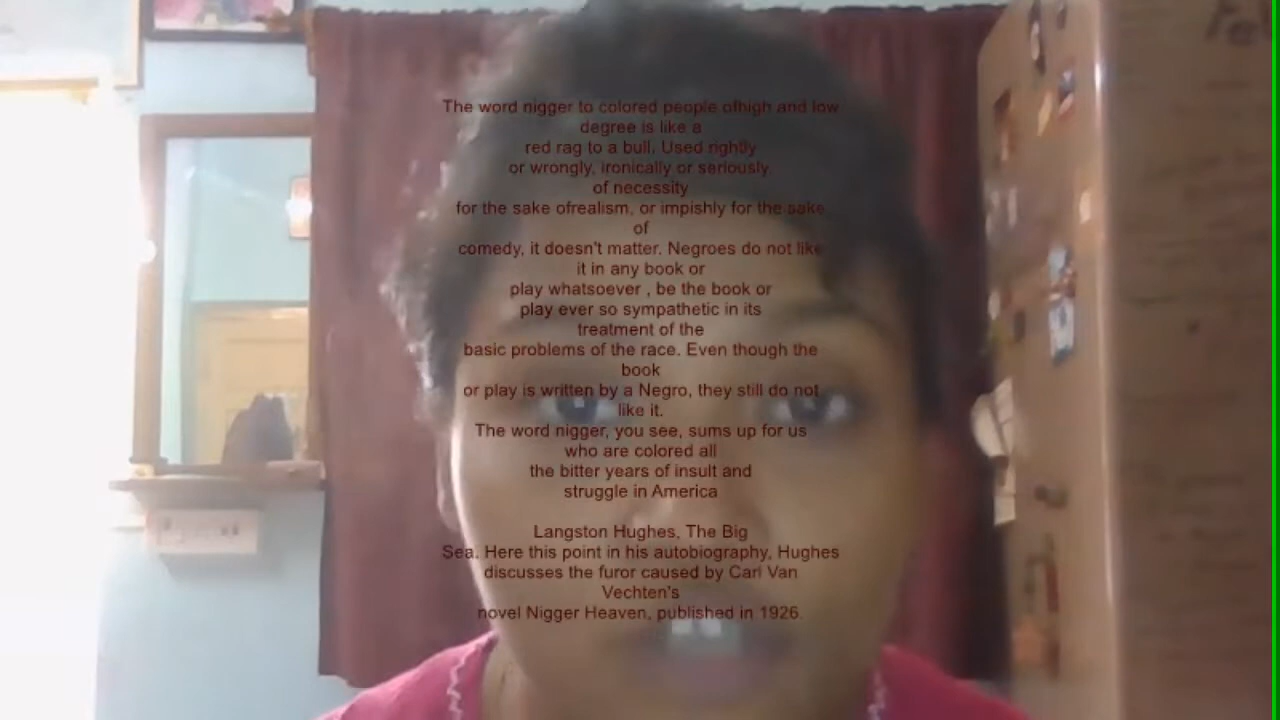 The word nigger to colored people ofhigh and low
degree is like a
red rag to a bull. Used rightly
or wrongly, ironically or seriously.
of necessity
for the sake ofrealism, or impishly for the sake
of
comedy, it doesn't matter. Negroes do not like
it in any book or
play whatsoever , be the book or
play ever so sympathetic in its
treatment of the
basic problems of the race. Even though the
book
or play is written by a Negro, they still do not
like it.
The word nigger, you see, sums up for us
who are colored all
the bitter years of insult and
struggle in America
Langston Hughes, The Big
Sea. Here this point in his autobiography, Hughes
discusses the furor caused by Carl Van
Vechten's
novel Nigger Heaven, published in 1926.